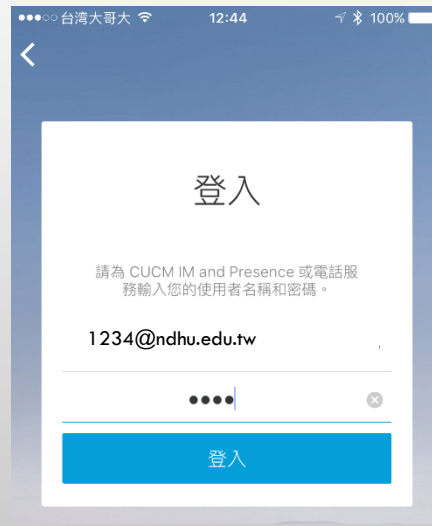 ●●●○○ 台湾大哥大 12:44 100%
登入
請為 CUCM IM and Presence 或電話服
務輸入您的使用者名稱和密碼。
1234@ndhu.edu.tw
●●●●
登入